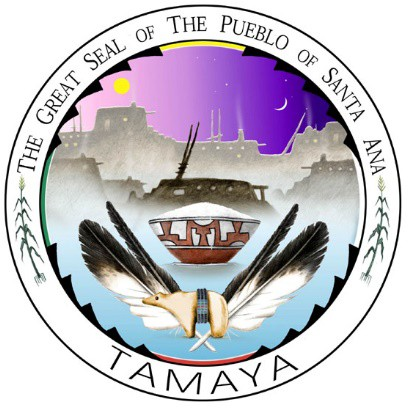 THE GREAT SEAL OF THE PUEBLO OF SANTA ANA
TAMAYA